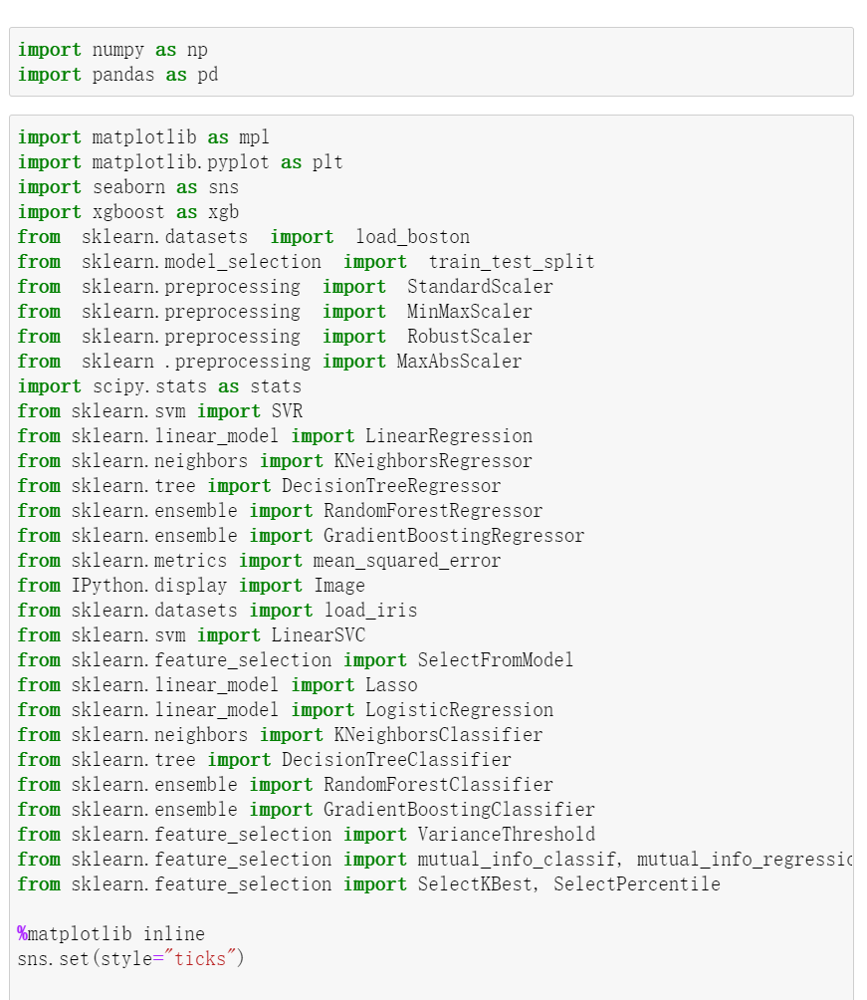 import numpy as np
import pandas as pd
import matplotlib as mpl
import matplotlib.pyplot as plt
import seaborn as sns
import xgboost as xgb
from  sklearn.datasets  import  load_boston
from  sklearn.model_selection  import  train_test_split
from  sklearn.preprocessing  import  StandardScaler
from  sklearn.preprocessing  import  MinMaxScaler
from  sklearn.preprocessing  import  RobustScaler
from  sklearn .preprocessing import MaxAbsScaler
import scipy.stats as stats
from sklearn.svm import SVR
from sklearn.linear_model import LinearRegression
from sklearn.neighbors import KNeighborsRegressor
from sklearn.tree import DecisionTreeRegressor
from sklearn.ensemble import RandomForestRegressor
from sklearn.ensemble import GradientBoostingRegressor
from sklearn.metrics import mean_squared_error
from IPython.display import Image
from sklearn.datasets import load_iris
from sklearn.svm import LinearSVC
from sklearn.feature_selection import SelectFromModel
from sklearn.linear_model import Lasso
from sklearn.linear_model import LogisticRegression
from sklearn.neighbors import KNeighborsClassifier
from sklearn.tree import DecisionTreeClassifier
from sklearn.ensemble import RandomForestClassifier
from sklearn.ensemble import GradientBoostingClassifier
from sklearn.feature_selection import VarianceThreshold
from sklearn.feature_selection import mutual_info_classif, mutual_info_regressio
from sklearn.feature_selection import SelectKBest, SelectPercentile
%matplotlib inline
sns.set(style="ticks")